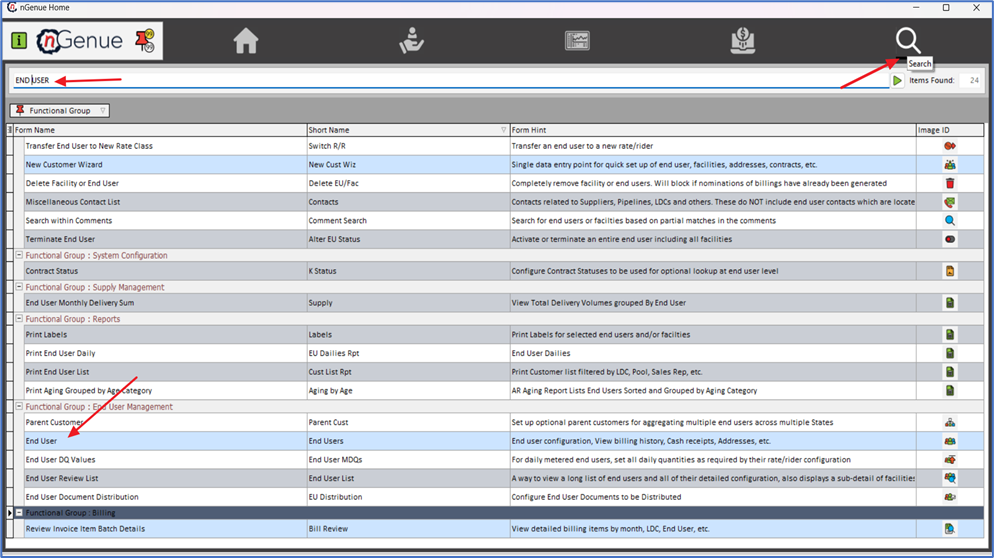 nGenue Home
i nGenue 99 99
Search
END USER Items Found: 24
Functional Group
Form Name Short Name Form Hint Image ID
Transfer End User to New Rate Class Switch R/R Transfer an end user to a new rate/rider
New Customer Wizard New Cust Wiz Single data entry point for quick set up of end user, facilities, addresses, contracts, etc.
Delete Facility or End User Delete EU/Fac Completely remove facility or end users. Will block if nominations of billings have already been generated
Miscellaneous Contact List Contacts Contacts related to Suppliers, Pipelines, LDCs and others. These do NOT include end user contacts which are locate
Search within Comments Comment Search Search for end users or facilties based on partial matches in the comments
Terminate End User Alter EU Status Activate or terminate an entire end user including all facilities
Functional Group : System Configuration
Contract Status K Status Configure Contract Statuses to be used for optional lookup at end user level
Functional Group : Supply Management
End User Monthly Delivery Sum Supply View Total Delivery Volumes grouped By End User
Functional Group : Reports
Print Labels Labels Print Labels for selected end users and/or facilties
Print End User Daily EU Dailies Rpt End User Dailies
Print End User List Cust List Rpt Print Customer list filtered by LDC, Pool, Sales Rep, etc.
Print Aging Grouped by Age Category Aging by Age AR Aging Report Lists End Users Sorted and Grouped by Aging Category
Functional Group : End User Management
Parent Customer Parent Cust Set up optional parent customers for aggregating multiple end users across multiple States
End User End Users End user configuration, View billing history, Cash receipts, Addresses, etc.
End User DQ Values End User MDQs For daily metered end users, set all daily quantities as required by their rate/rider configuration
End User Review List End User List A way to view a long list of end users and all of their detailed configuration, also displays a sub-detail of facilities
End User Document Distribution EU Distribution Configure End User Documents to be Distributed
Functional Group : Billing
Review Invoice Item Batch Details Bill Review View detailed billing items by month, LDC, End User, etc.